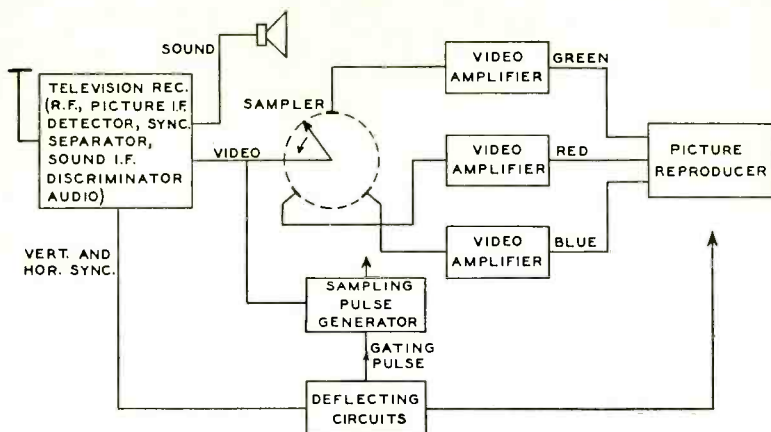 SOUND
TELEVISION REC.
(R.F., PICTURE I.F.
DETECTOR, SYNC.
SEPARATOR,
SOUND I.F.
DISCRIMINATOR
AUDIO)
SAMPLER
VIDEO
VIDEO
AMPLIFIER
GREEN
VIDEO
AMPLIFIER
RED
VIDEO
AMPLIFIER
BLUE
PICTURE
REPRODUCER
VERT. AND
HOR. SYNC.
SAMPLING
PULSE
GENERATOR
GATING
PULSE
DEFLECTING
CIRCUITS